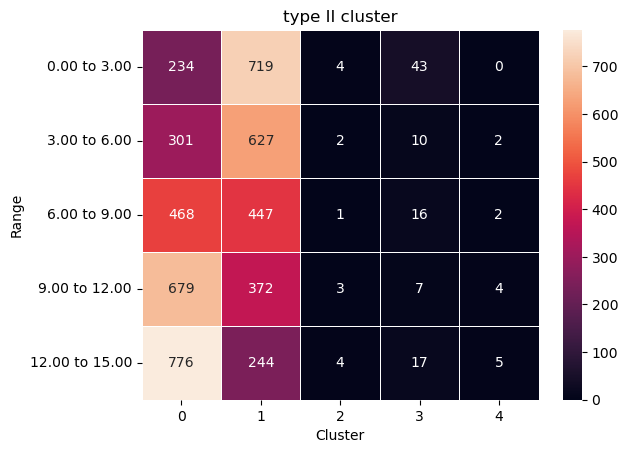 type II cluster
0.00 to 3.00 234 719 4 43 0
3.00 to 6.00 301 627 2 10 2
6.00 to 9.00 468 447 1 16 2
9.00 to 12.00 679 372 3 7 4
12.00 to 15.00 776 244 4 17 5
0 1 2 3 4
Cluster
Range
700
600
500
400
300
200
100
0